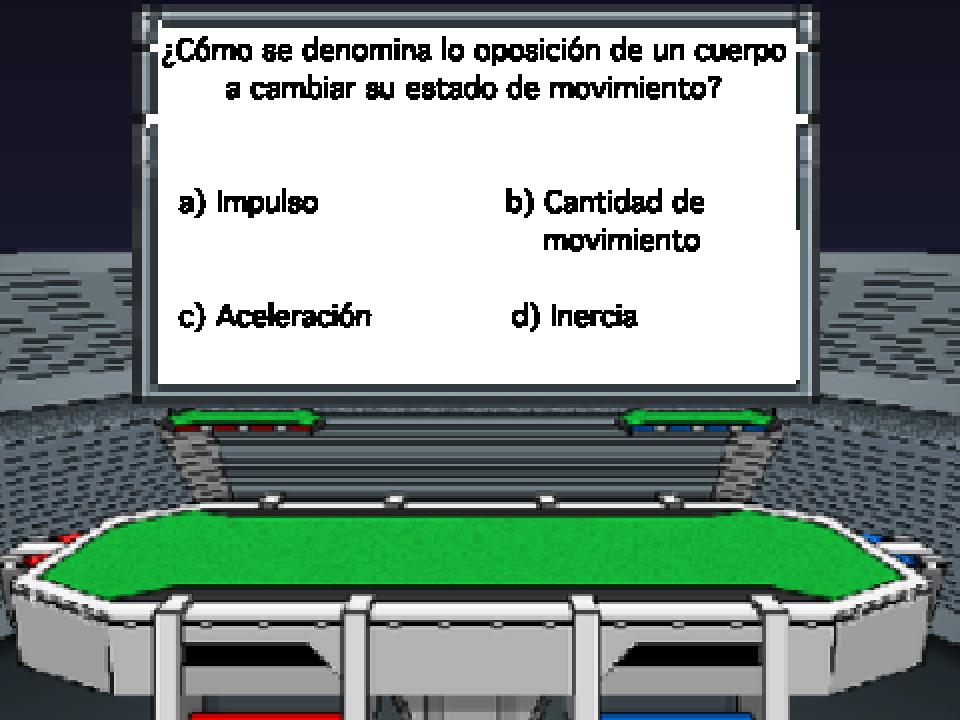 ¿Cómo se denomina lo oposición de un cuerpo
a cambiar su estado de movimiento?
a) Impulso
b) Cantidad de
movimiento
c) Aceleración
d) Inercia